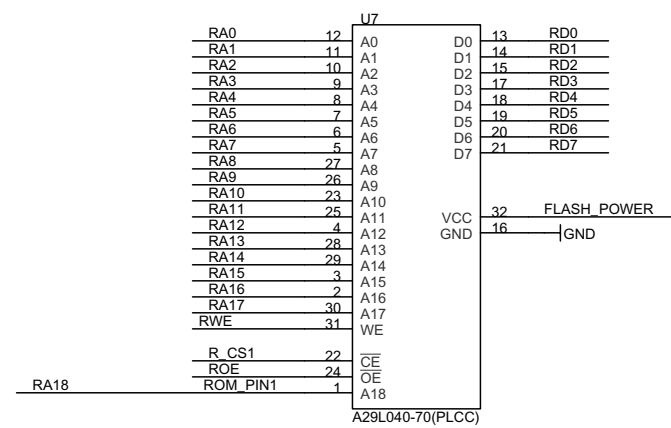 U7
RA0 12 A0 D0 13 RD0
RA1 11 A1 D1 14 RD1
RA2 10 A2 D2 15 RD2
RA3 9 A3 D3 17 RD3
RA4 8 A4 D4 18 RD4
RA5 7 A5 D5 19 RD5
RA6 6 A6 D6 20 RD6
RA7 5 A7 D7 21 RD7
RA8 27 A8
RA9 26 A9
RA10 23 A10
RA11 25 A11 VCC 32 FLASH_POWER
RA12 4 A12 GND 16 GND
RA13 28 A13
RA14 29 A14
RA15 3 A15
RA16 2 A16
RA17 30 A17
RWE 31 WE
R_CS1 22 CE
ROE 24 OE
RA18 ROM_PIN1 1 A18
A29L040-70(PLCC)